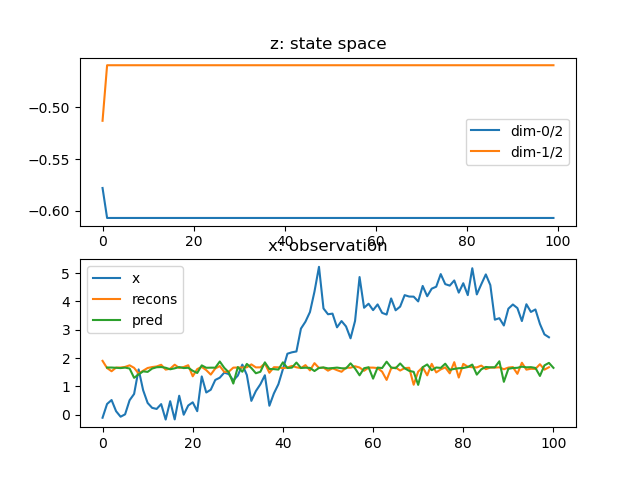 z: state space
−0.50
−0.55
−0.60
dim-0/2
dim-1/2
0 20 40 60 80 100
x: observation
5
4
3
2
1
0
x
recons
pred
0 20 40 60 80 100